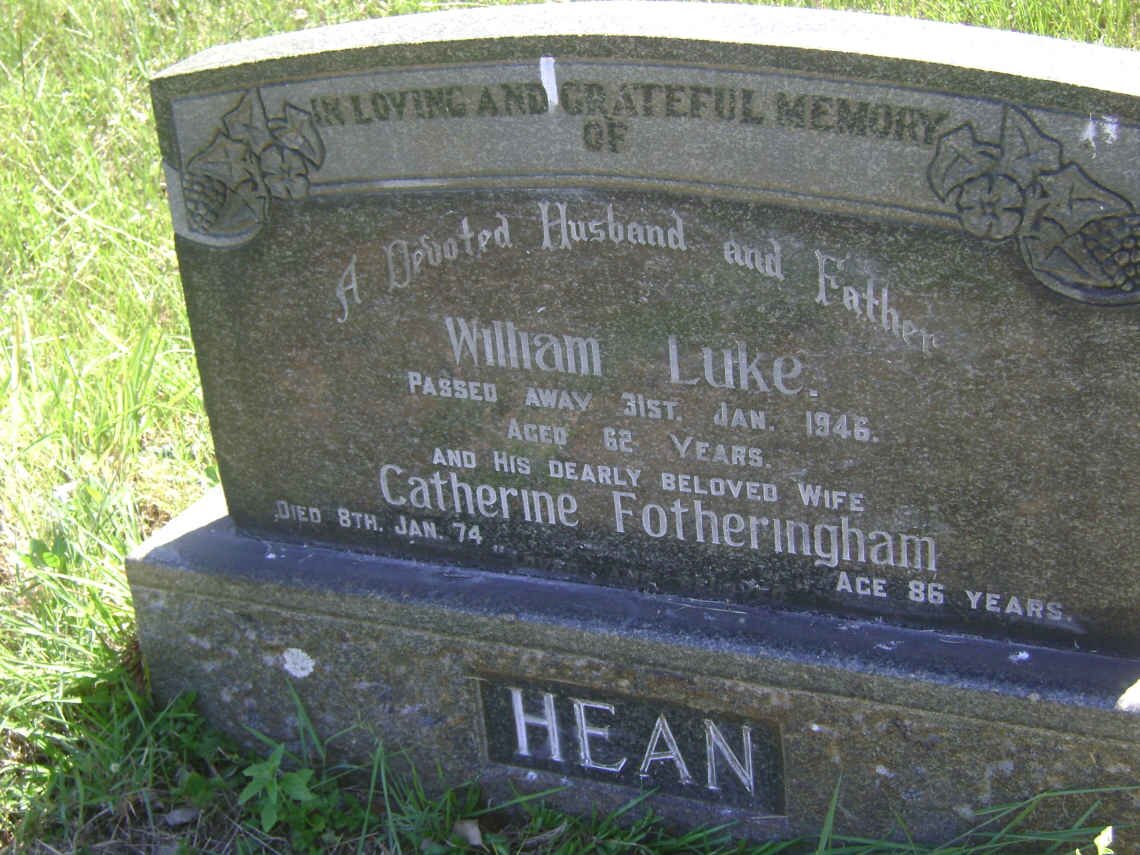 IN LOVING AND GRATEFUL MEMORY
OF
A Devoted Husband and Father
William Luke.
PASSED AWAY 31ST. JAN. 1946.
AGED 62 YEARS.
AND HIS DEARLY BELOVED WIFE
Catherine Fotheringham
DIED 8TH. JAN. 74 AGE 86 YEARS.
HEAN